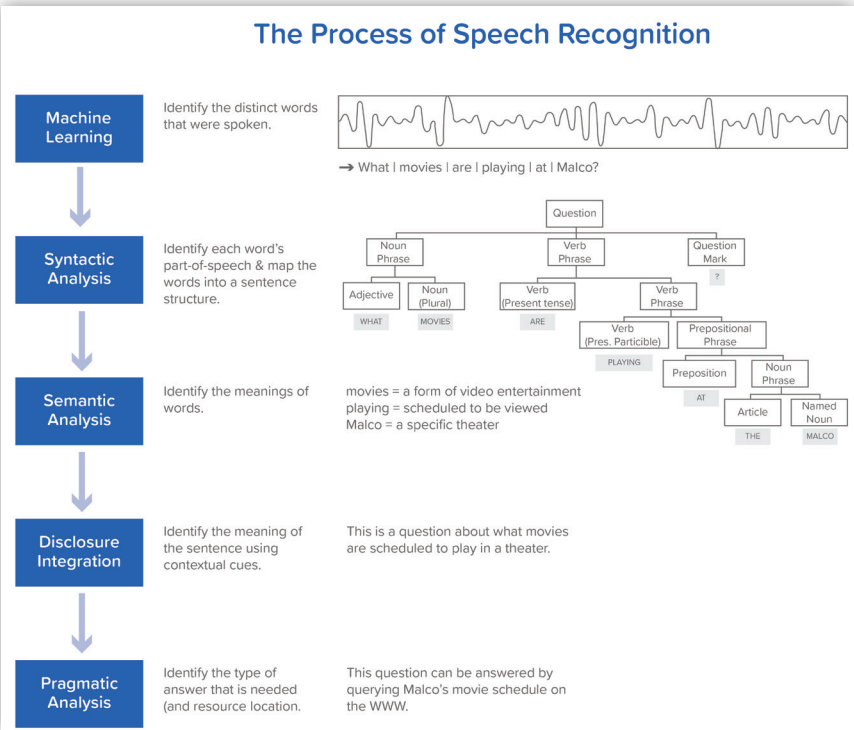 The Process of Speech Recognition
Machine
Learning
Identify the distinct words
that were spoken.
→ What | movies | are | playing | at | Malco?
Syntactic
Analysis
Identify each word's
part-of-speech & map the
words into a sentence
structure.
Question
Noun
Phrase
Verb
Phrase
Question
Mark
?
Adjective
Noun
(Plural)
Verb
(Present tense)
Verb
Phrase
WHAT
MOVIES
ARE
Verb
(Pres. Particible)
Prepositional
Phrase
PLAYING
Preposition
Noun
Phrase
AT
Article
Named
Noun
THE
MALCO
Semantic
Analysis
Identify the meanings of
words.
movies = a form of video entertainment
playing = scheduled to be viewed
Malco = a specific theater
Disclosure
Integration
Identify the meaning of
the sentence using
contextual cues.
This is a question about what movies
are scheduled to play in a theater.
Pragmatic
Analysis
Identify the type of
answer that is needed
(and resource location.
This question can be answered by
querying Malco's movie schedule on
the WWW.